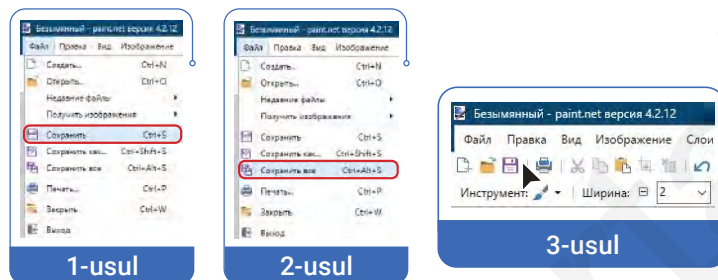 Безымянный - paint.net версия 4.2.12
Файл Правка Вид Изображение
Создать... Ctrl+N
Открыть... Ctrl+O
Недавние файлы
Получить изображения
Сохранить Ctrl+S
Сохранить как... Ctrl+Shift+S
Сохранить все Ctrl+Alt+S
Печать... Ctrl+P
Закрыть Ctrl+W
Выход
1-usul
Безымянный - paint.net версия 4.2.12
Файл Правка Вид Изображение
Создать... Ctrl+N
Открыть... Ctrl+O
Недавние файлы
Получить изображения
Сохранить Ctrl+S
Сохранить как... Ctrl+Shift+S
Сохранить все Ctrl+Alt+S
Печать... Ctrl+P
Закрыть Ctrl+W
Выход
2-usul
Безымянный - paint.net версия 4.2.12
Файл Правка Вид Изображение Слои
Инструмент: Ширина: 2
3-usul